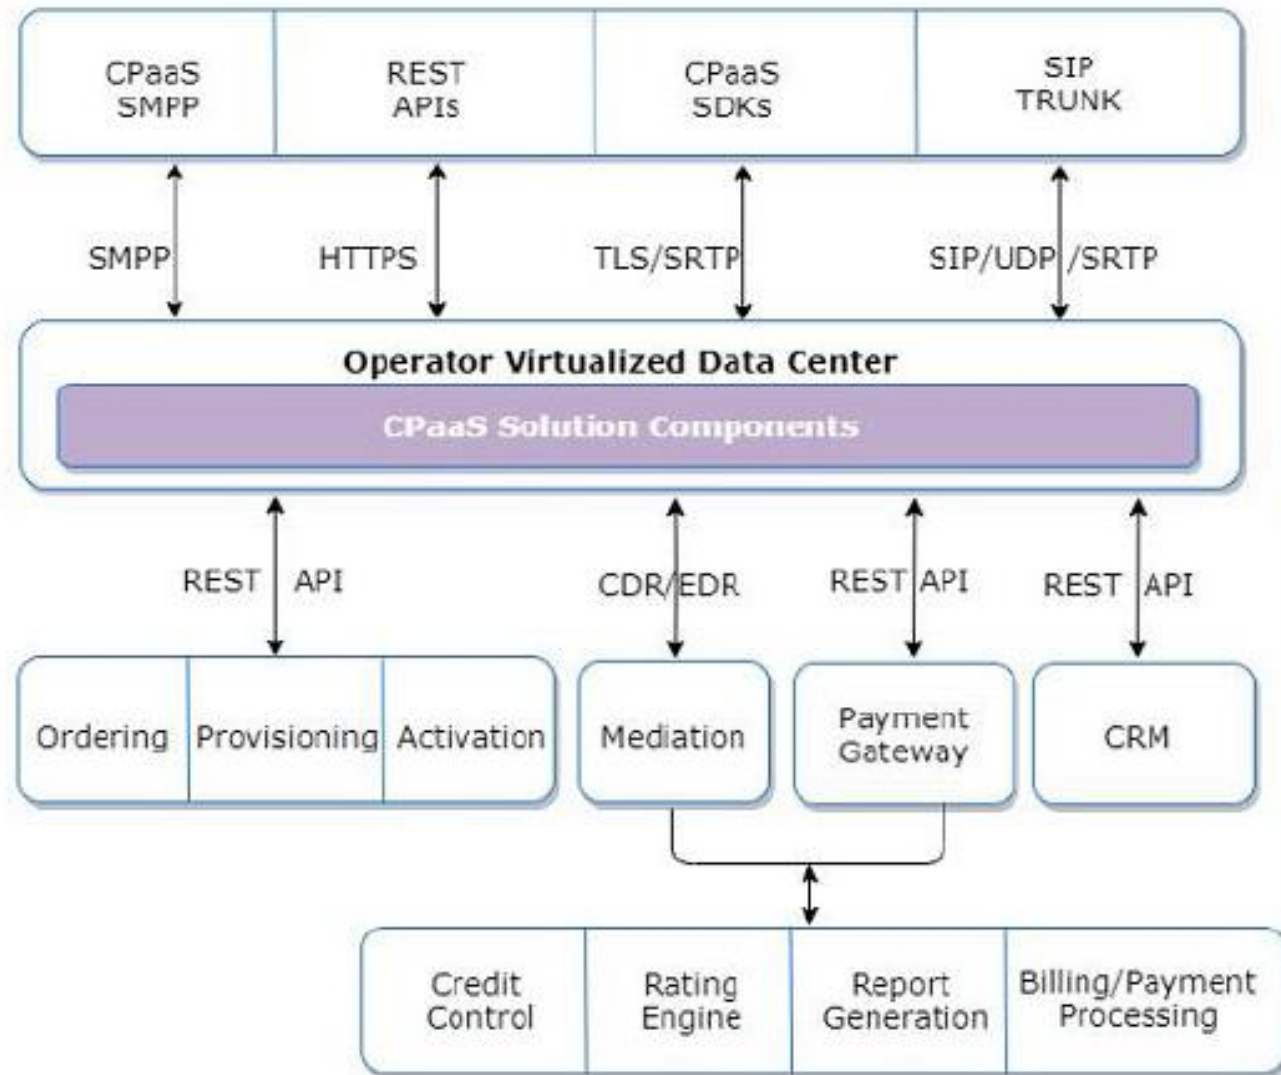 CPaaS
SMPP
REST
APIs
CPaaS
SDKs
SIP
TRUNK
SMPP
HTTPS
TLS/SRTP
SIP/UDP /SRTP
Operator Virtualized Data Center
CPaaS Solution Components
REST API
CDR/EDR
REST API
REST API
Ordering
Provisioning
Activation
Mediation
Payment
Gateway
CRM
Credit
Control
Rating
Engine
Report
Generation
Billing/Payment
Processing